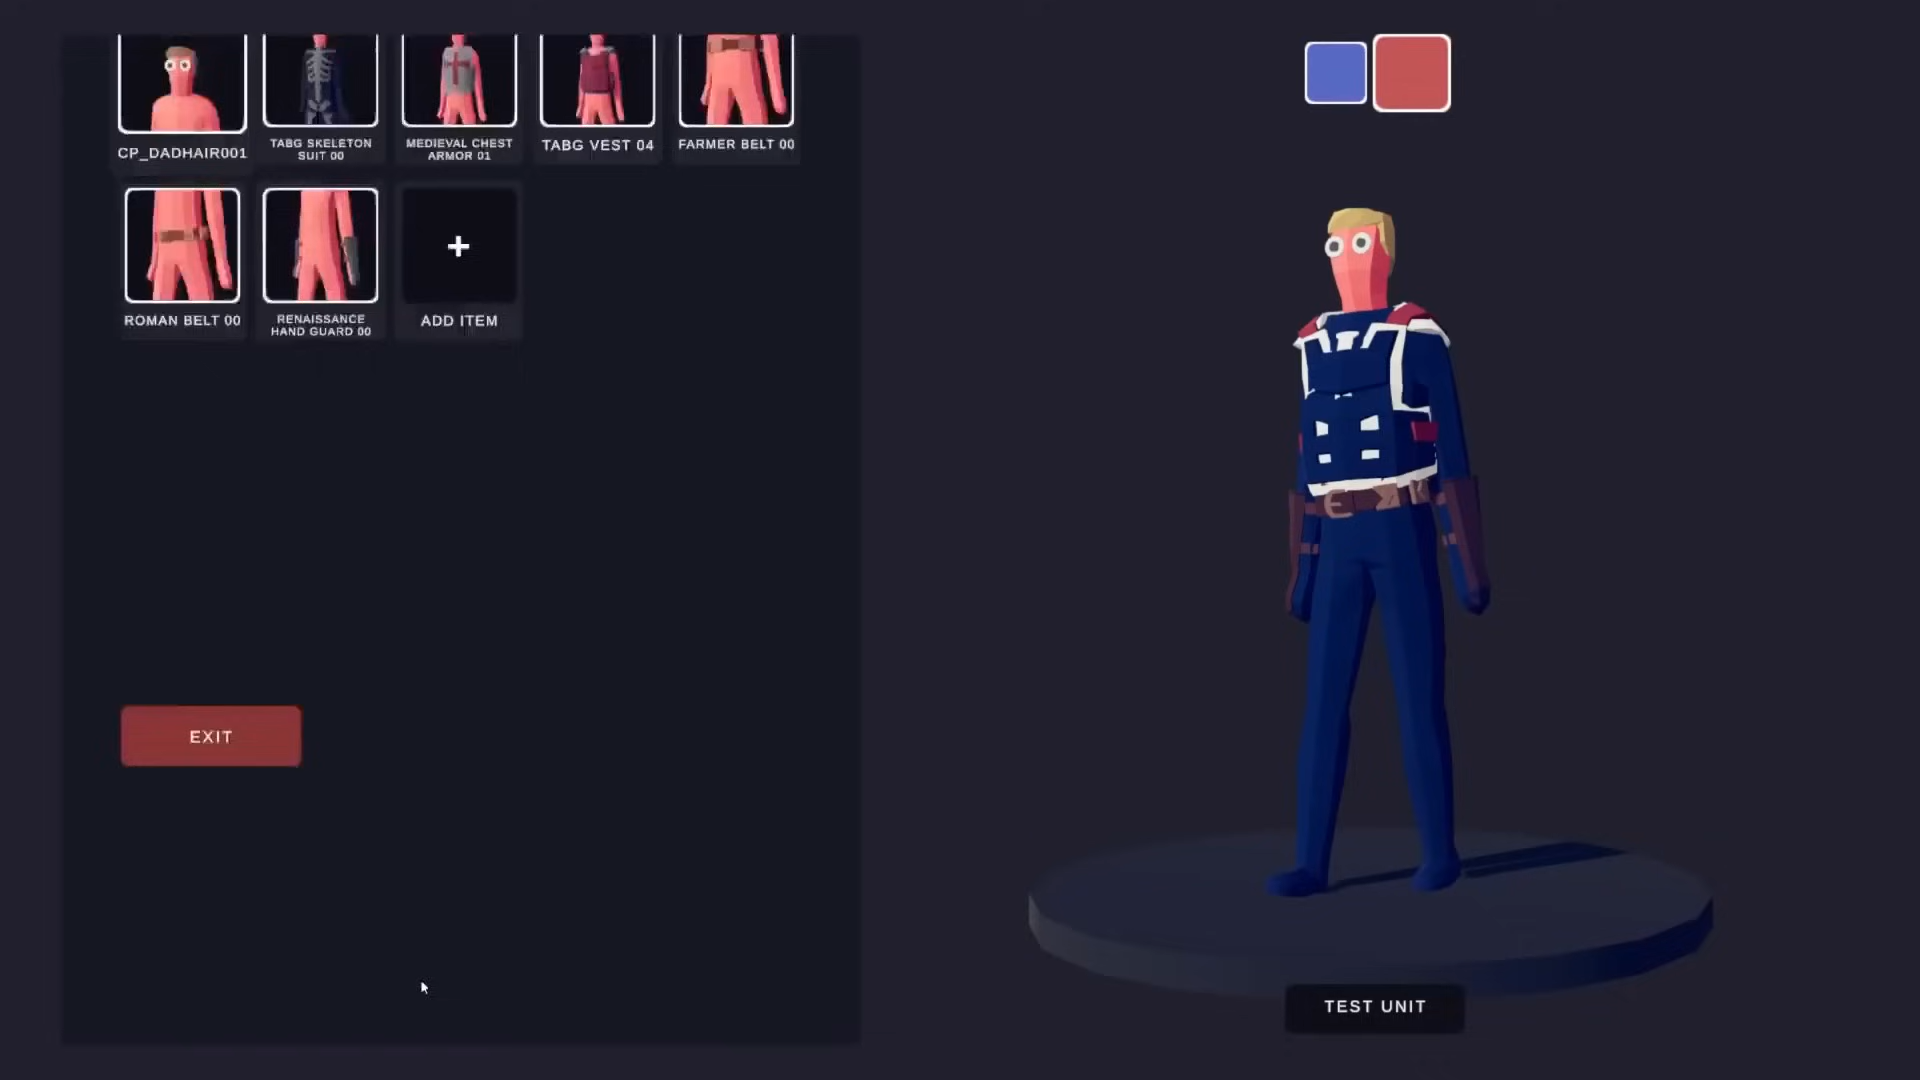 CP_DADHAIR001
TABG SKELETON
SUIT 00
MEDIEVAL CHEST
ARMOR 01
TABG VEST 04
FARMER BELT 00
ROMAN BELT 00
RENAISSANCE
HAND GUARD 00
+
ADD ITEM
EXIT
TEST UNIT